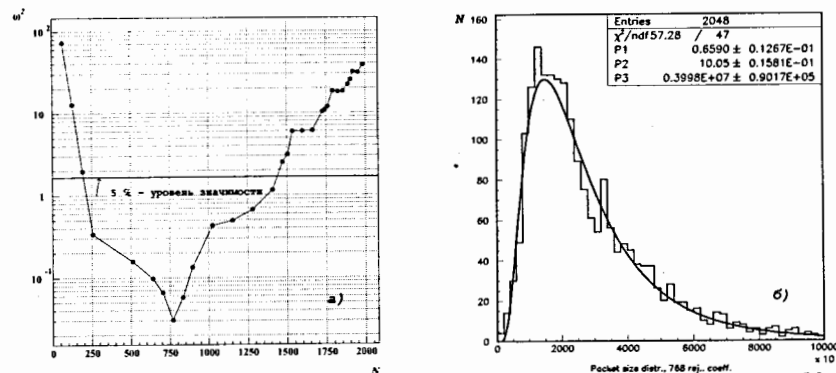 ω²
10²
10
1
10⁻¹
5 % - уровень значимости
а)
0 250 500 750 1000 1250 1500 1750 2000
N
160
140
120
100
80
60
40
20
0
Entries 2048
χ²/ndf 57.28 / 47
P1 0.6590 ± 0.1267E-01
P2 10.05 ± 0.1581E-01
P3 0.3998E+07 ± 0.9017E+05
б)
0 2000 4000 6000 8000 10000
x 10
size distr., 768 rej., coeff.